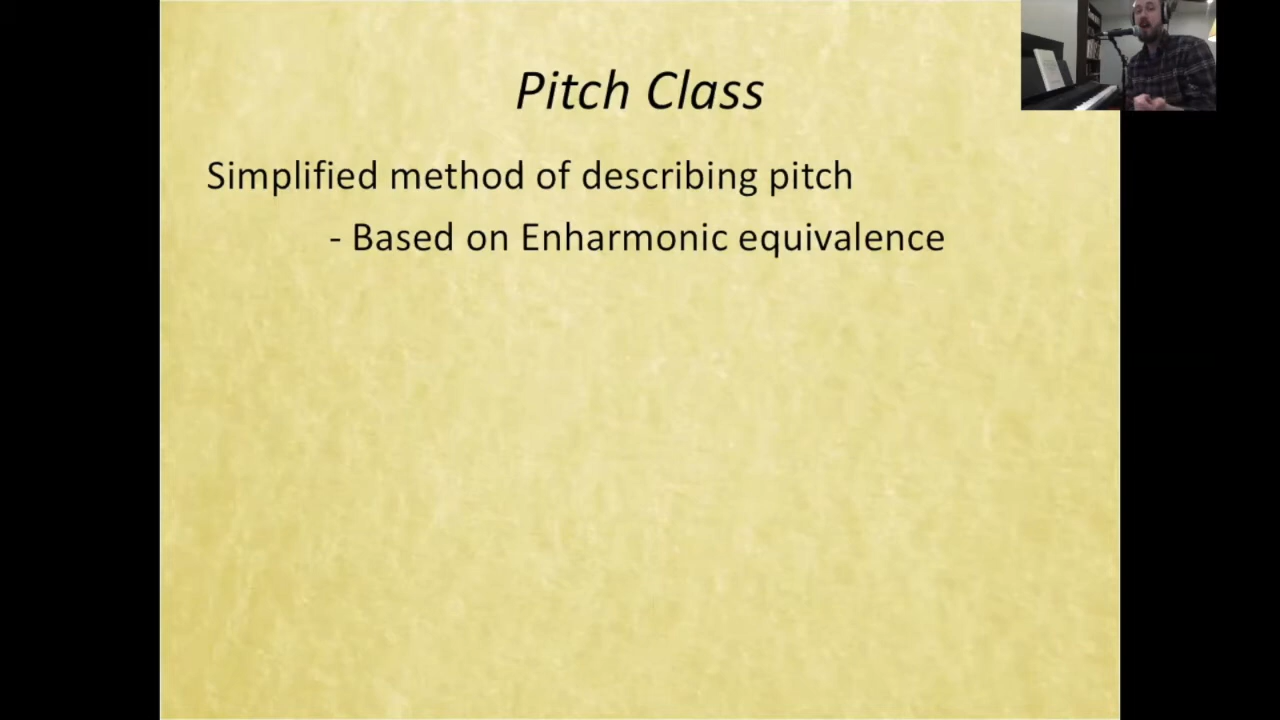 Pitch Class
Simplified method of describing pitch
- Based on Enharmonic equivalence